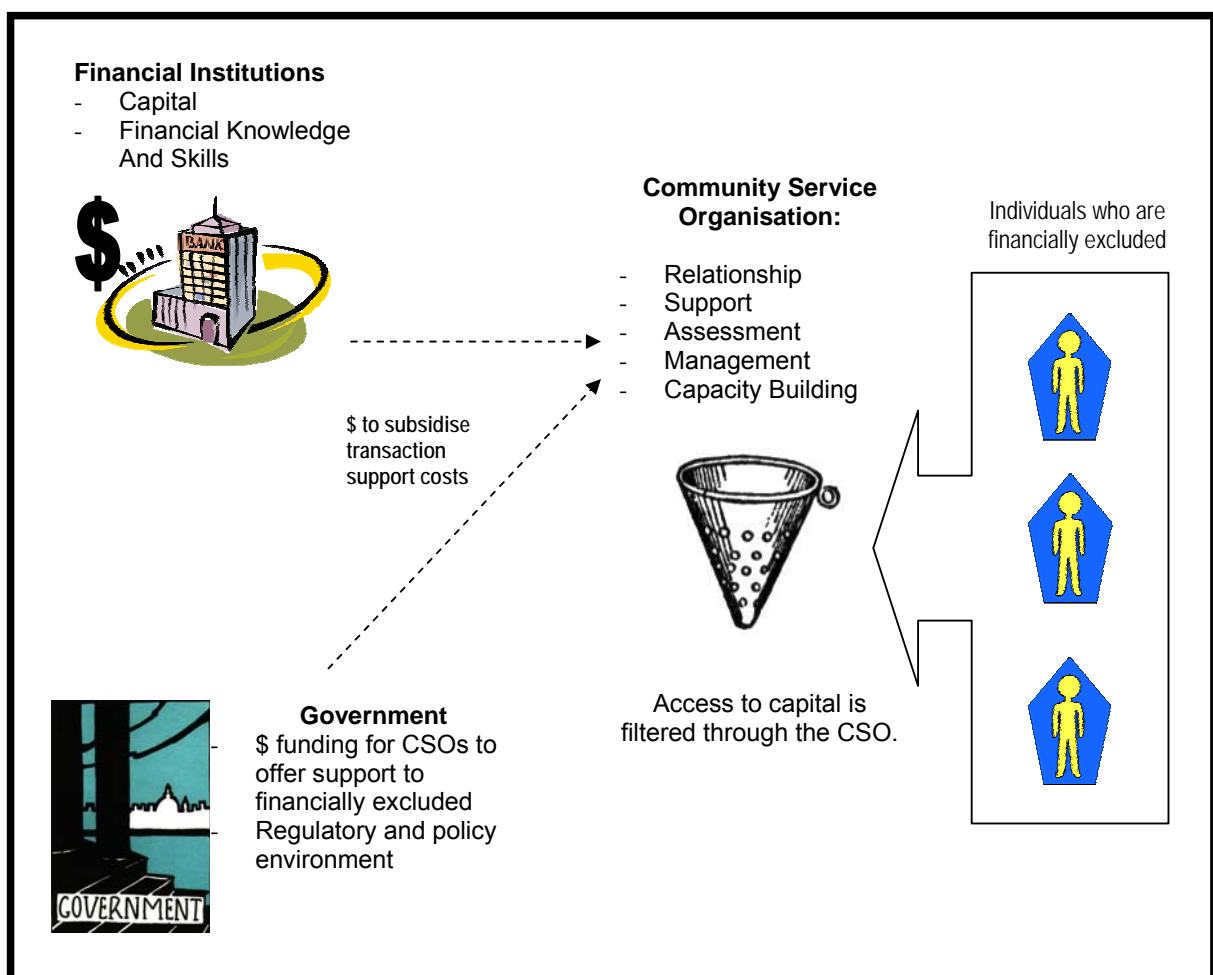 Financial Institutions
- Capital
- Financial Knowledge
And Skills
$
BANK
Community Service
Organisation:
- Relationship
- Support
- Assessment
- Management
- Capacity Building
Individuals who are
financially excluded
$ to subsidise
transaction
support costs
Access to capital is
filtered through the CSO.
Government
- $ funding for CSOs to
offer support to
financially excluded
- Regulatory and policy
environment
GOVERNMENT